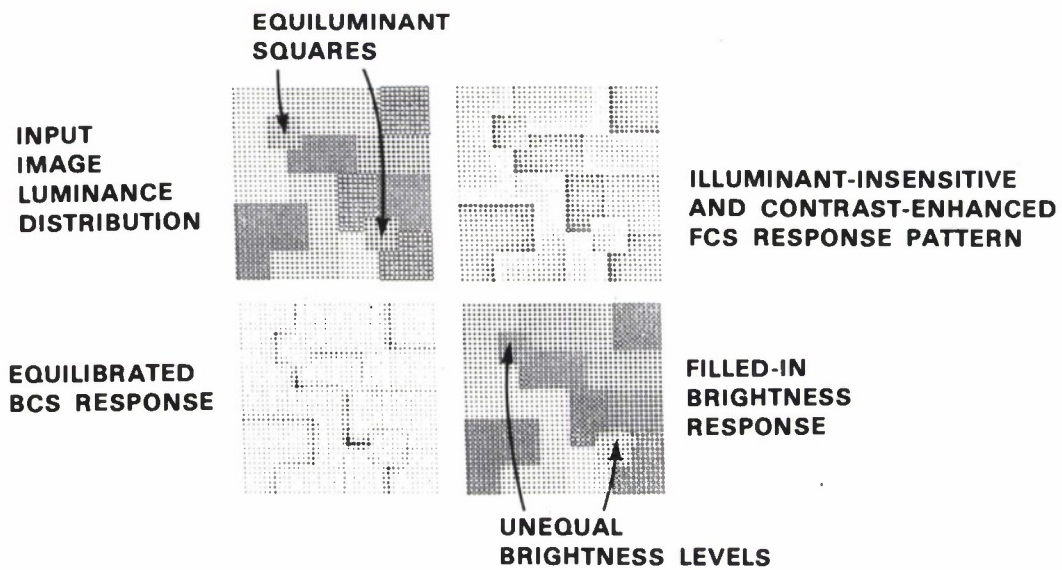 EQUILUMINANT
SQUARES
INPUT
IMAGE
LUMINANCE
DISTRIBUTION
ILLUMINANT-INSENSITIVE
AND CONTRAST-ENHANCED
FCS RESPONSE PATTERN
EQUILIBRATED
BCS RESPONSE
FILLED-IN
BRIGHTNESS
RESPONSE
UNEQUAL
BRIGHTNESS LEVELS